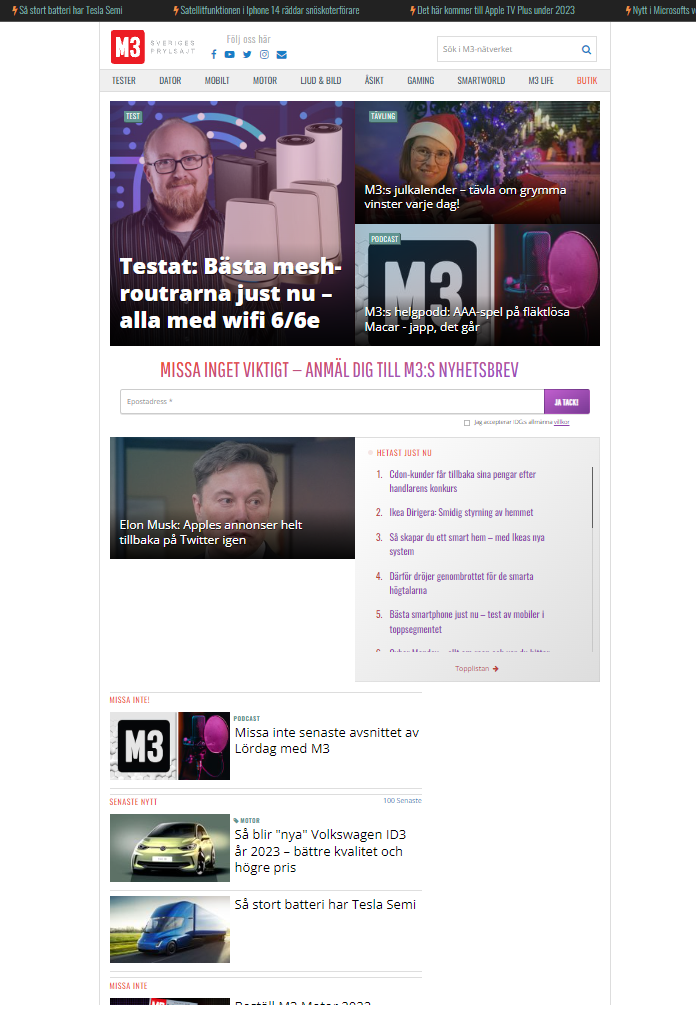 Så stort batteri har Tesla Semi
Satellitfunktionen i Iphone 14 räddar snöskoterförare
Det här kommer till Apple TV Plus under 2023
Nytt i Microsofts
M3
SVERIGES
PRYLSAJT
Följ oss här
Sök i M3-nätverket
TESTER DATOR MOBILT MOTOR LJUD & BILD ÅSIKT GAMING SMARTWORLD M3 LIFE BUTIK
TEST
Testat: Bästa mesh-
routrarna just nu –
alla med wifi 6/6e
TÄVLING
M3:s julkalender – tävla om grymma
vinster varje dag!
PODCAST
M3
M3:s helgpodd: AAA-spel på fläktlösa
Macar - japp, det går
MISSA INGET VIKTIGT – ANMÄL DIG TILL M3:S NYHETSBREV
Epostadress *
JA TACK!
Jag accepterar IDG:s allmänna villkor
Elon Musk: Apples annonser helt
tillbaka på Twitter igen
HETAST JUST NU
1. Cdon-kunder får tillbaka sina pengar efter
handlarens konkurs
2. Ikea Dirigera: Smidig styrning av hemmet
3. Så skapar du ett smart hem – med Ikeas nya
system
4. Därför dröjer genombrottet för de smarta
högtalarna
5. Bästa smartphone just nu – test av mobiler i
toppsegmentet
Topplistan
MISSA INTE!
M3
PODCAST
Missa inte senaste avsnittet av
Lördag med M3
SENASTE NYTT
100 Senaste
MOTOR
Så blir "nya" Volkswagen ID3
år 2023 – bättre kvalitet och
högre pris
Så stort batteri har Tesla Semi
MISSA INTE
Beställ M3 Motor 2022